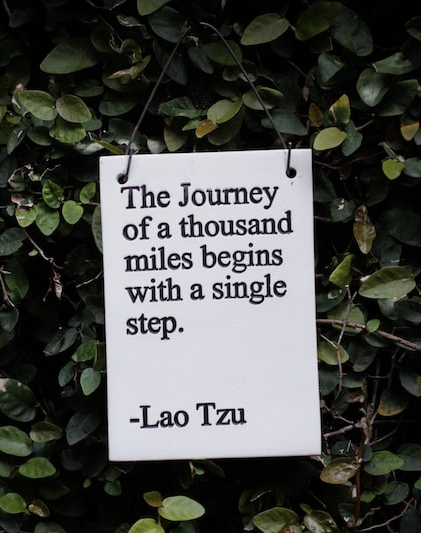 The Journey
of a thousand
miles begins
with a single
step.
-Lao Tzu